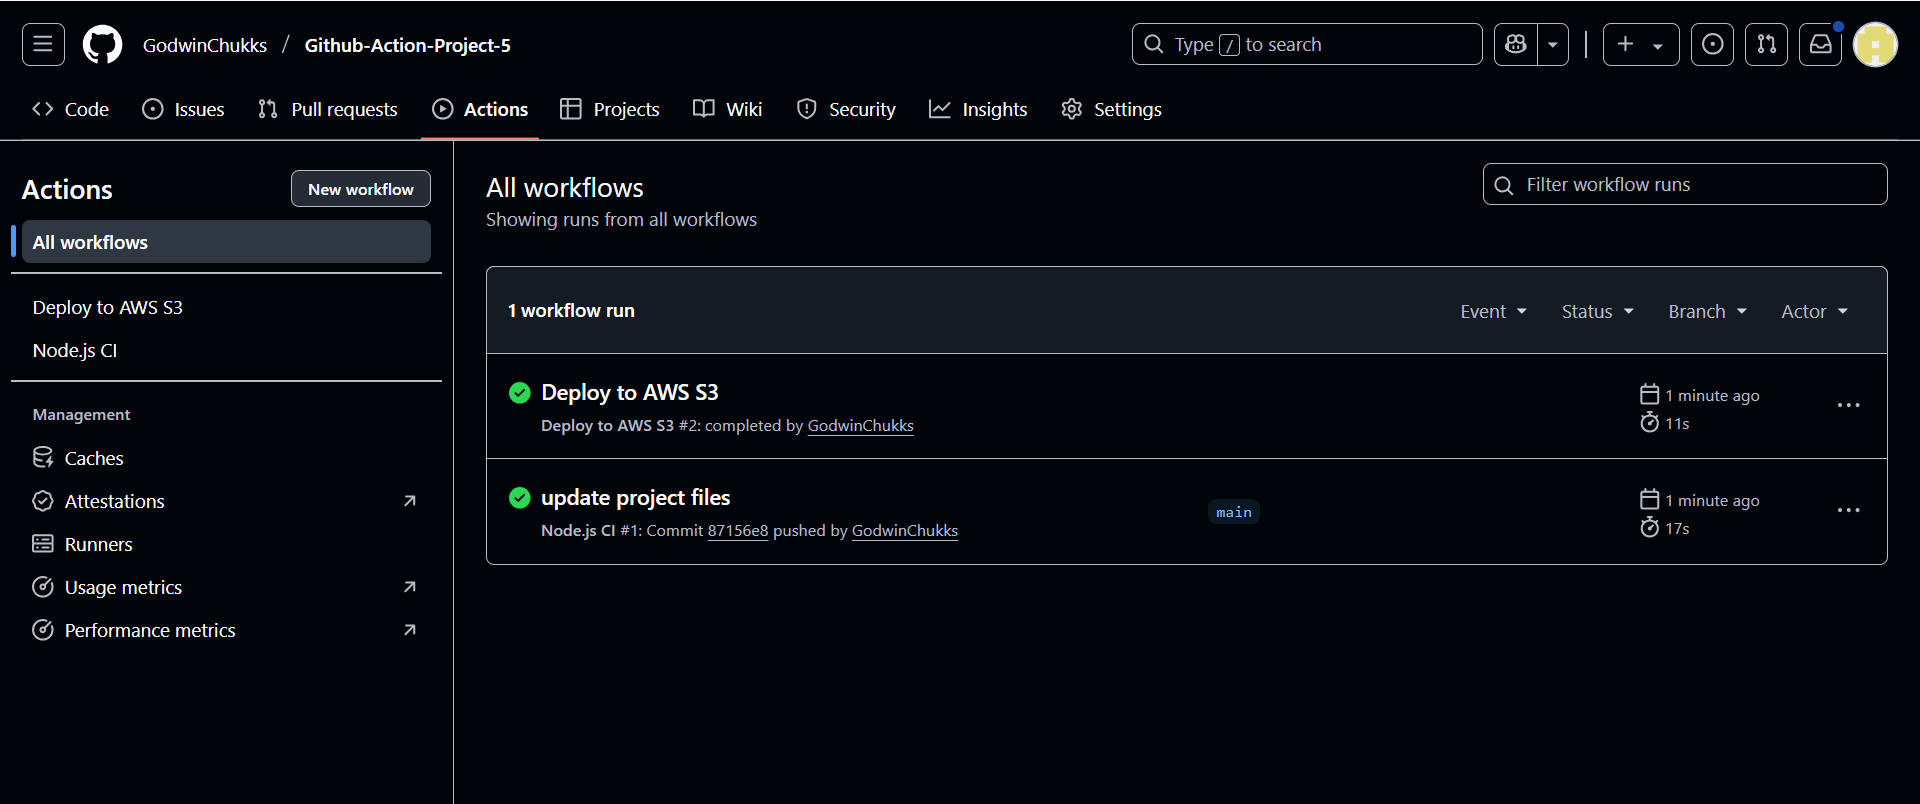 GodwinChukks / Github-Action-Project-5
Type / to search
Code
Issues
Pull requests
Actions
Projects
Wiki
Security
Insights
Settings
Actions
New workflow
All workflows
Deploy to AWS S3
Node.js CI
Management
Caches
Attestations
Runners
Usage metrics
Performance metrics
All workflows
Showing runs from all workflows
Filter workflow runs
1 workflow run
Event
Status
Branch
Actor
Deploy to AWS S3
Deploy to AWS S3 #2: completed by GodwinChukks
1 minute ago
11s
update project files
Node.js CI #1: Commit 87156e8 pushed by GodwinChukks
main
1 minute ago
17s